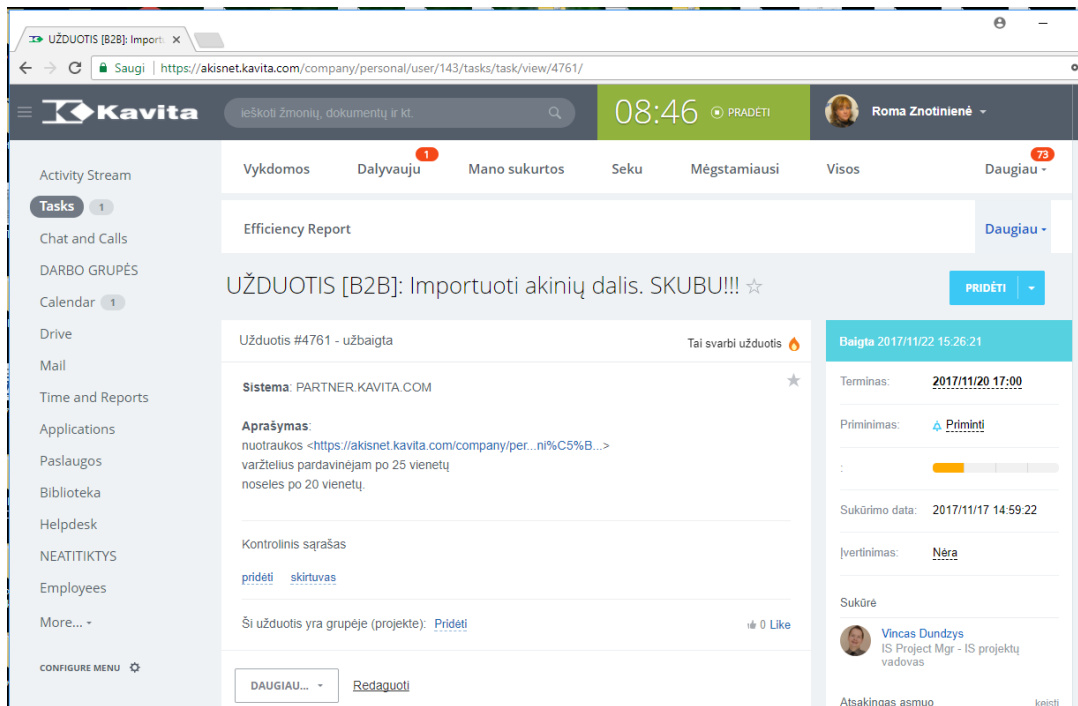 UŽDUOTIS [B2B]: Importu
Saugi | https://akisnet.kavita.com/company/personal/user/143/tasks/task/view/4761/
Kavita
ieškoti žmonių, dokumentų ir kt.
08:46 PRADĖTI
Roma Znotinienė
Activity Stream
Tasks 1
Chat and Calls
DARBO GRUPĖS
Calendar 1
Drive
Mail
Time and Reports
Applications
Paslaugos
Biblioteka
Helpdesk
NEATITIKTYS
Employees
More...
CONFIGURE MENU
1 73
Vykdomos Dalyvauju Mano sukurtos Seku Mėgstamiausi Visos Daugiau
Efficiency Report Daugiau
UŽDUOTIS [B2B]: Importuoti akinių dalis. SKUBU!!!
PRIDĖTI
Užduotis #4761 - užbaigta Tai svarbi užduotis
Sistema: PARTNER.KAVITA.COM
Aprašymas:
nuotraukos <https://akisnet.kavita.com/company/per...ni%C5%B...>
varžtelius pardavinėjam po 25 vienetų
noseles po 20 vienetų.
Kontrolinis sąrašas
pridėti skirtuvas
Ši užduotis yra grupėje (projekte): Pridėti 0 Like
DAUGIAU... Redaguoti
Baigta 2017/11/22 15:26:21
Terminas: 2017/11/20 17:00
Priminimas: Priminti
:
Sukūrimo data: 2017/11/17 14:59:22
Įvertinimas: Nėra
Sukūrė
Vincas Dundzys
IS Project Mgr - IS projektų
vadovas
Atsakingas asmuo keisti